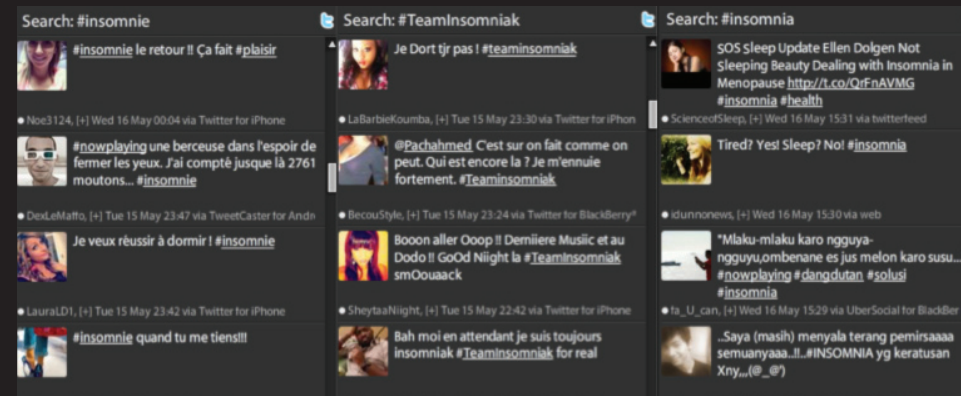 Search: #insomnie
#insomnie le retour !! Ça fait #plaisir
Noe3124, [+] Wed 16 May 00:04 via Twitter for iPhone
#nowplaying une berceuse dans l'espoir de
fermer les yeux. J'ai compté jusque là 2761
moutons... #insomnie
DexLeMaffo, [+] Tue 15 May 23:47 via TweetCaster for Andr
Je veux rèussir à dormir ! #insomnie
LauraLD1, [+] Tue 15 May 23:42 via Twitter for iPhone
#insomnie quand tu me tiens!!!
Search: #TeamInsomniak
Je Dort tjr pas ! #teaminsomniak
LaBarbieKoumba, [+] Tue 15 May 23:30 via Twitter for iPhon
@Pachahmed C'est sur on fait comme on
peut. Qui est encore la ? Je m'ennuie
fortement. #Teaminsomniak
BecouStyle, [+] Tue 15 May 23:24 via Twitter for BlackBerry®
Booon aller Ooop !! Derniiere Musiic et au
Dodo !! GoOd Niight la #TeamInsomniak
smOouaack
SheytaaNiight, [+] Tue 15 May 22:42 via Twitter for iPhone
Bah moi en attendant je suis toujours
insomniak #TeamInsomniak for real
Search: #insomnia
SOS Sleep Update Ellen Dolgen Not
Sleeping Beauty Dealing with Insomnia in
Menopause http://t.co/QrFnAVMG
#insomnia #health
ScienceofSleep, [+] Wed 16 May 15:31 via twitterfeed
Tired? Yes! Sleep? No! #insomnia
idunnonews, [+] Wed 16 May 15:30 via web
"Mlaku-mlaku karo ngguya-
ngguyu,ombenane es jus melon karo susu...
#nowplaying #dangdutan #solusi
#insomnia
fa_U_can, [+] Wed 16 May 15:29 via UberSocial for BlackBer
..Saya (masih) menyala terang pemirsaaaa
semuanyaaa..!!..#INSOMNIA yg keratusan
Xny,,,(@_@')